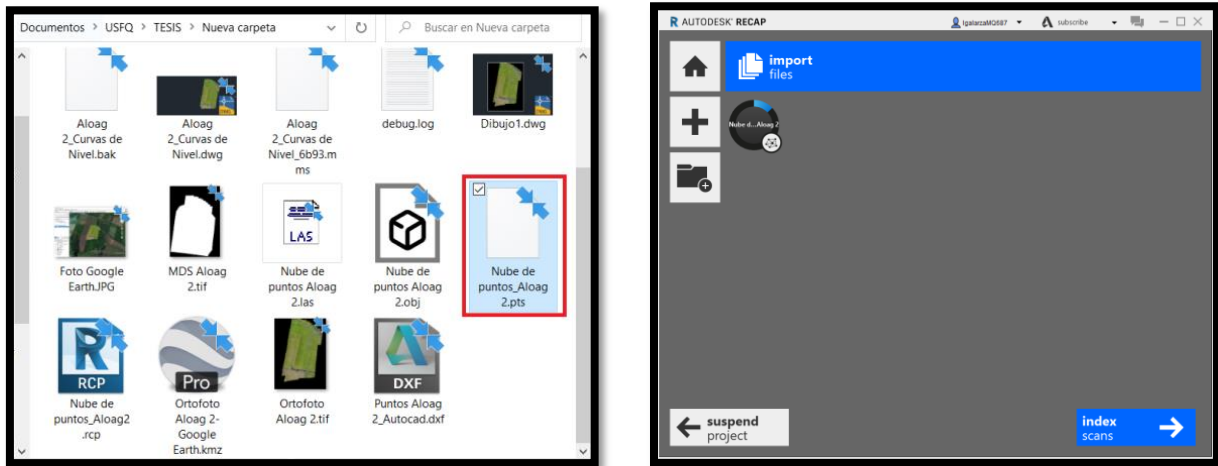 Documentos > USFQ > TESIS > Nueva carpeta
Buscar en Nueva carpeta
Aloag
2_Curvas de
Nivel.bak
Aloag
2_Curvas de
Nivel.dwg
Aloag
2_Curvas de
Nivel_6b93.m
ms
debug.log
Dibujo1.dwg
Foto Google
Earth.JPG
MDS Aloag
2.tif
LAS
Nube de
puntos Aloag
2.las
Nube de
puntos Aloag
2.obj
Nube de
puntos_Aloag
2.pts
R
RCP
Nube de
puntos_Aloag2
.rcp
Pro
Ortofoto
Aloag 2-
Google
Earth.kmz
Ortofoto
Aloag 2.tif
DXF
Puntos Aloag
2_Autocad.dxf
R AUTODESK® RECAP
subscribe
import
files
Nube d...Aloag 2
suspend
project
index
scans